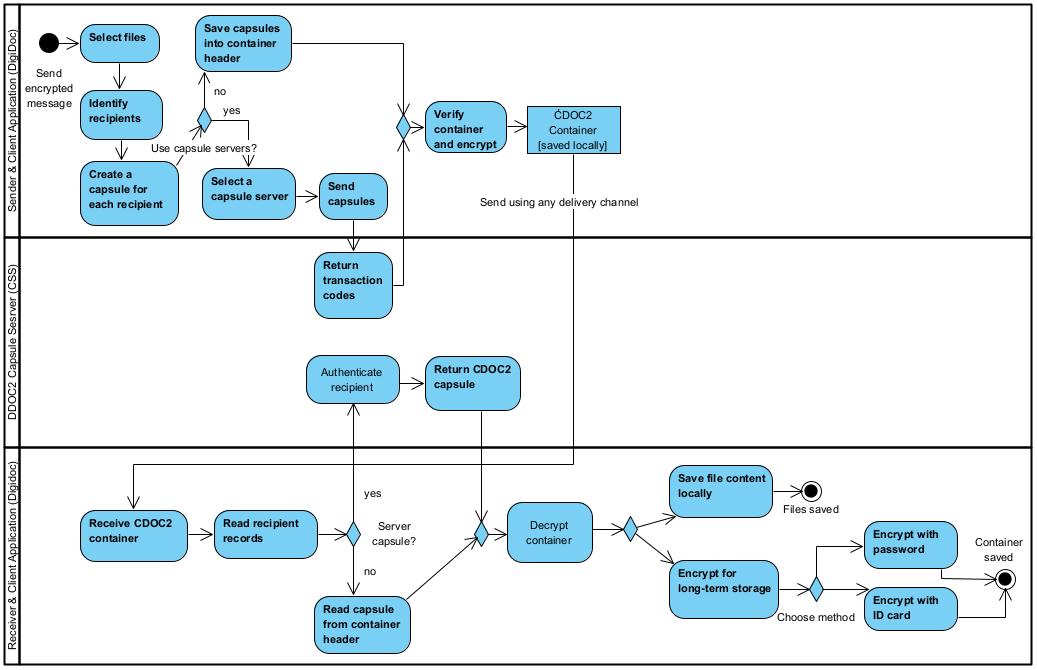 Sender & Client Application (DigiDoc)
Send
encrypted
message
Select files
Identify
recipients
Create a
capsule for
each recipient
Save capsules
into container
header
no
yes
Use capsule servers?
Select a
capsule server
Send
capsules
Verify
container
and encrypt
ĆDOC2
Container
[saved locally]
Send using any delivery channel
DDOC2 Capsule Sesrver (CSS)
Return
transaction
codes
Authenticate
recipient
Return CDOC2
capsule
Receiver & Client Application (Digidoc)
Receive CDOC2
container
Read recipient
records
yes
Server
capsule?
no
Read capsule
from container
header
Decrypt
container
Save file content
locally
Files saved
Encrypt for
long-term storage
Choose method
Encrypt with
password
Encrypt with
ID card
Container
saved